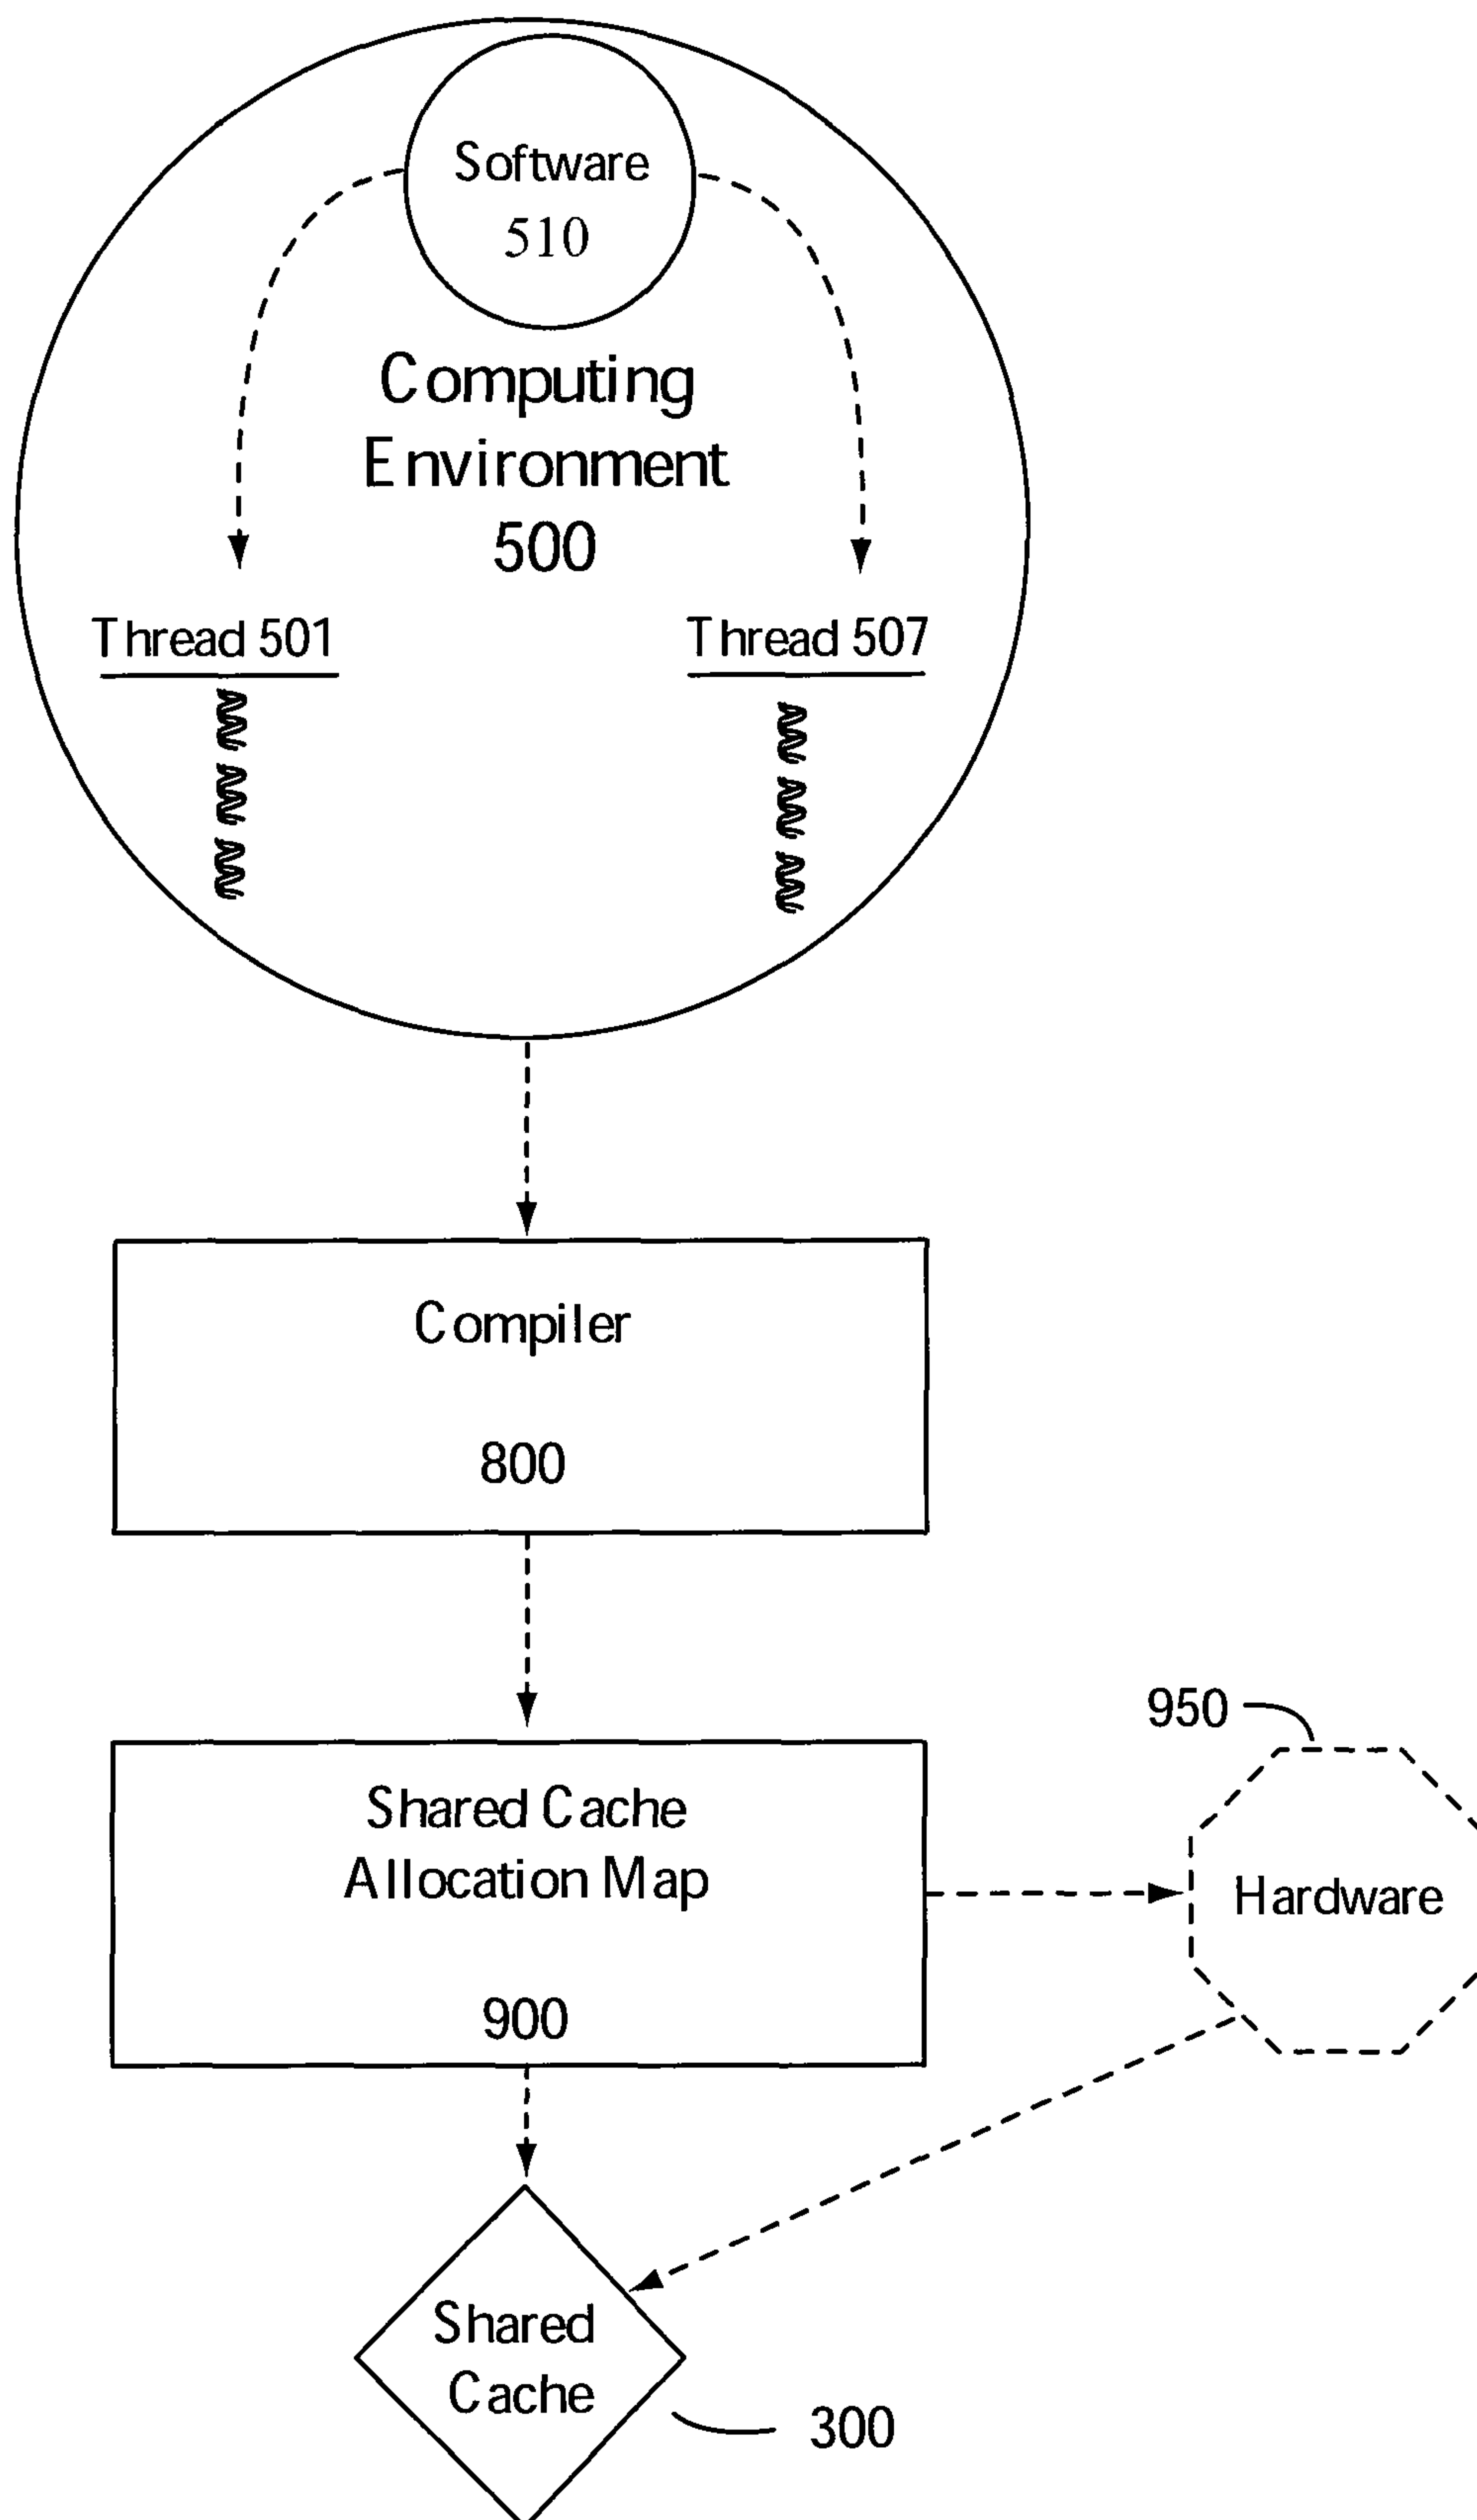 Software
510
Computing
Environment
500
Thread 501
Thread 507
Compiler
800
950
Shared Cache
Allocation Map
Hardware
900
Shared
Cache
300